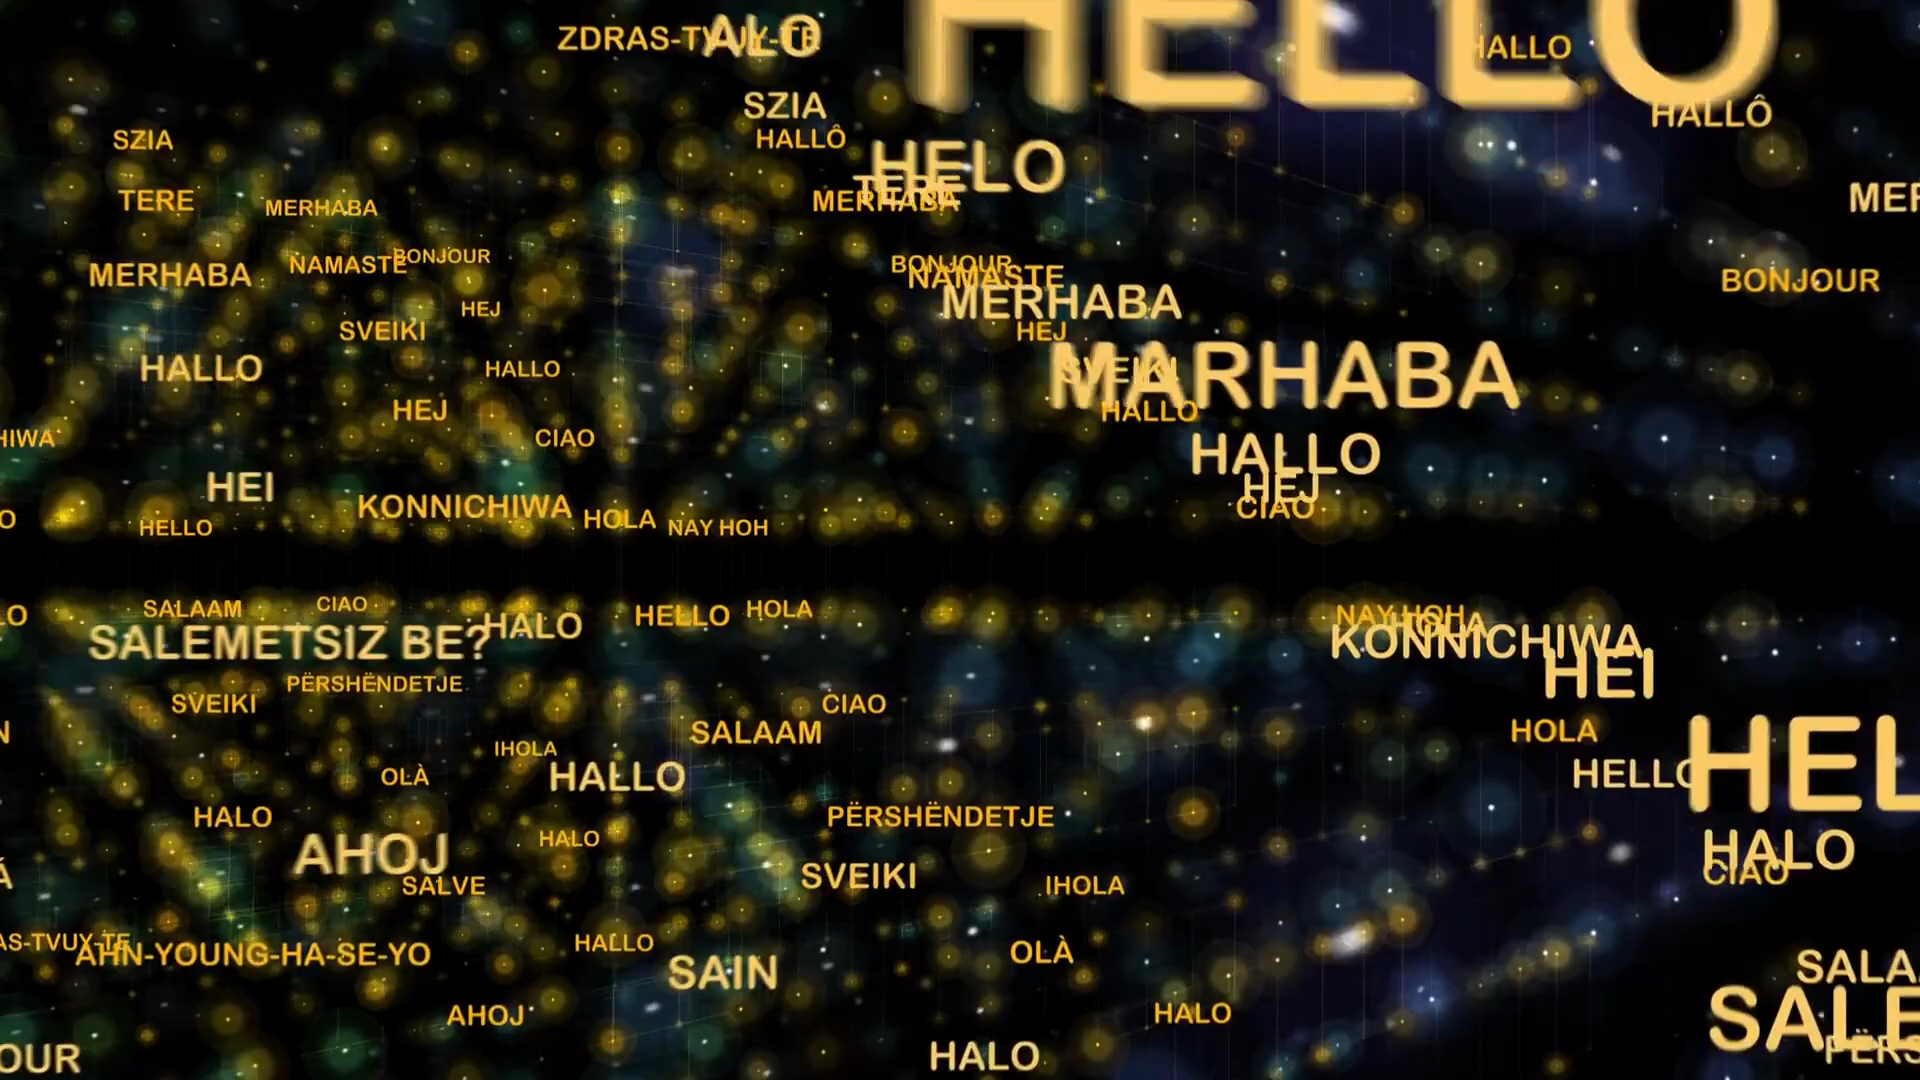 HELLO
ALO
ZDRAS-TVUY-TE
HALLO
SZIA
HALLÔ
HALLÔ
SZIA
HELO
TERE
TERE
MERHABA
MERHABA
BONJOUR
NAMASTE
BONJOUR
NAMASTE
MERHABA
BONJOUR
MERHABA
HEJ
SVEIKI
HEJ
HALLO
HALLO
SVEIKI
MARHABA
HEJ
HALLO
CIAO
HALLO
HEI
HEJ
KONNICHIWA
CIAO
HOLA
NAY HOH
HELLO
SALAAM
CIAO
HALO
HELLO
HOLA
NAY HOH
SALEMETSIZ BE?
HOLA
KONNICHIWA
HEI
PËRSHËNDETJE
SVEIKI
CIAO
SALAAM
HOLA
IHOLA
OLÀ
HALLO
HELLO
HALO
PËRSHËNDETJE
HALO
AHOJ
HALO
CIAO
SALVE
SVEIKI
IHOLA
AHN-YOUNG-HA-SE-YO
HALLO
OLÀ
SAIN
AHOJ
HALO
HALO